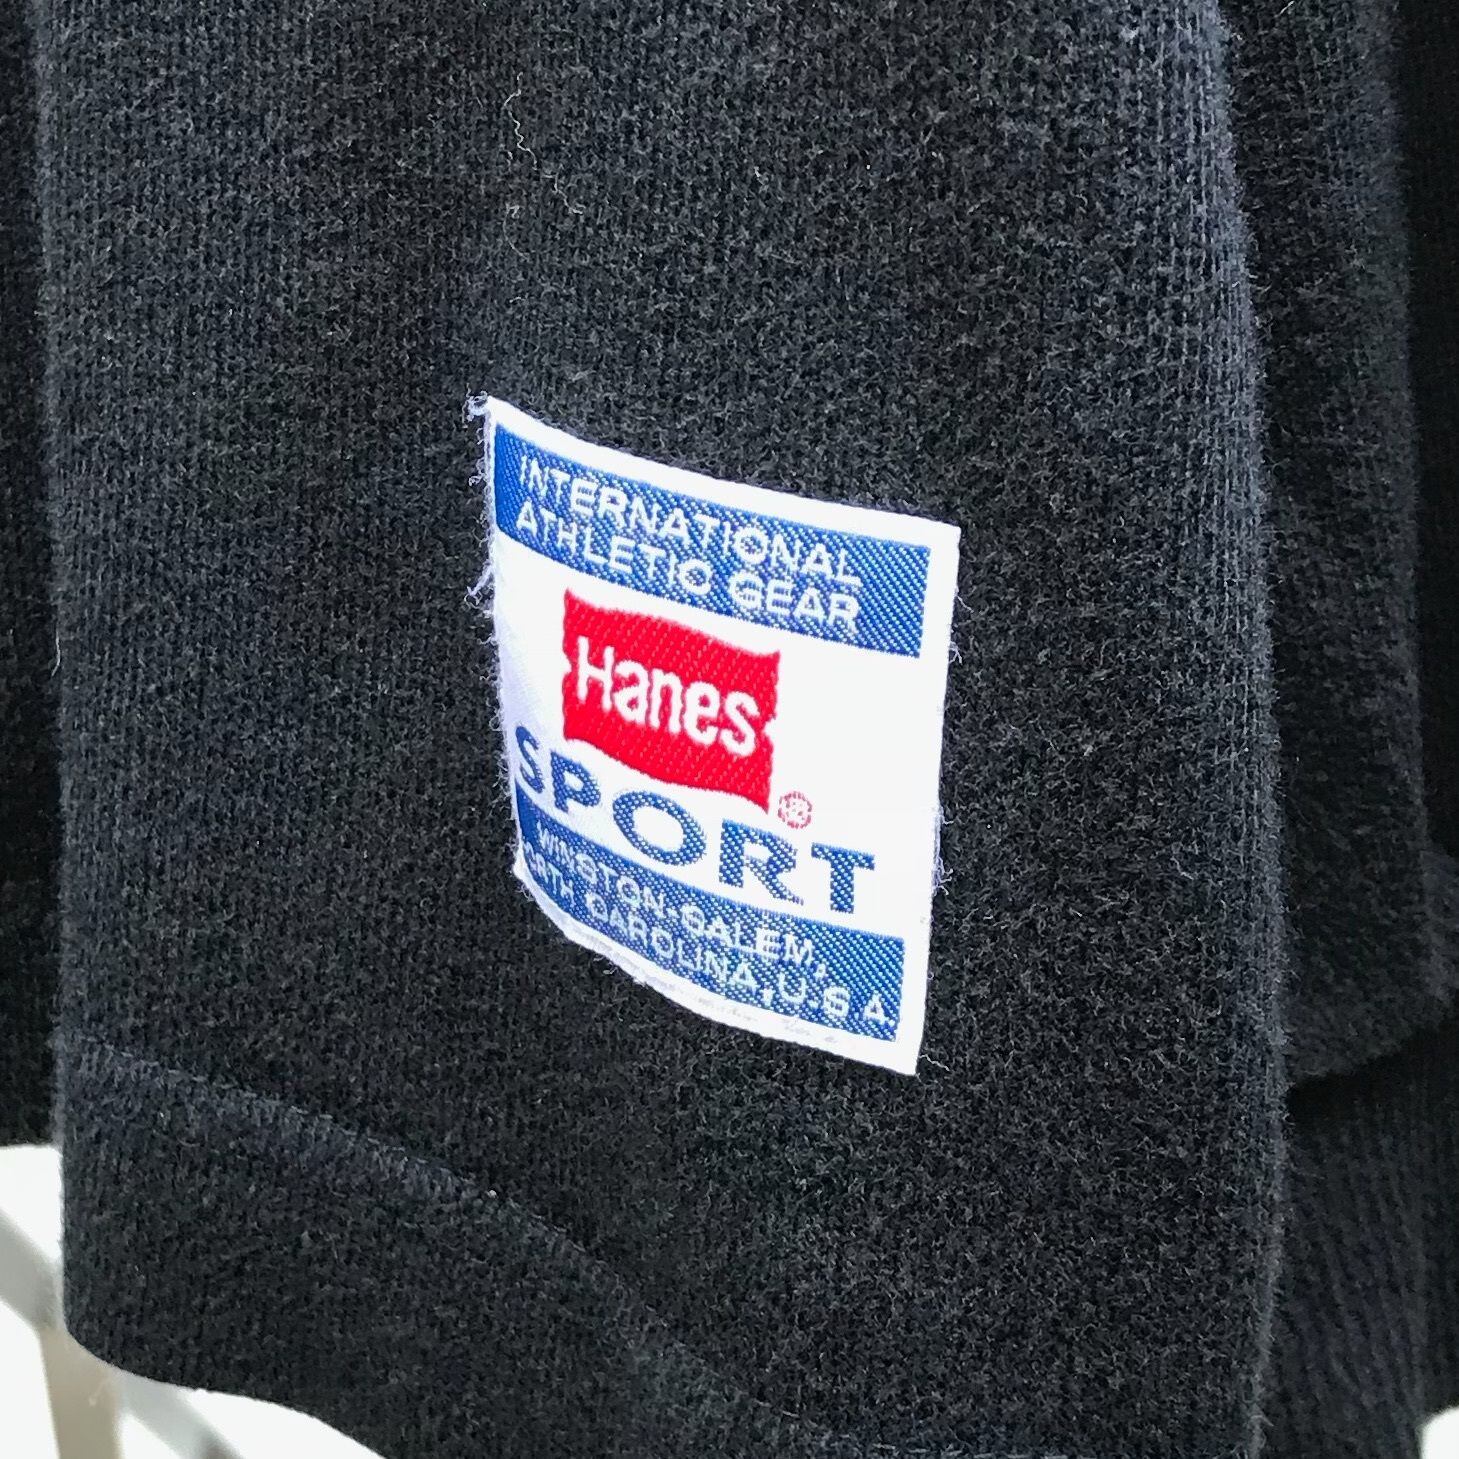 INTERNATIONAL
ATHLETIC GEAR
Hanes
®
SPORT
WINSTON-SALEM,
NORTH CAROLINA, U.S.A.